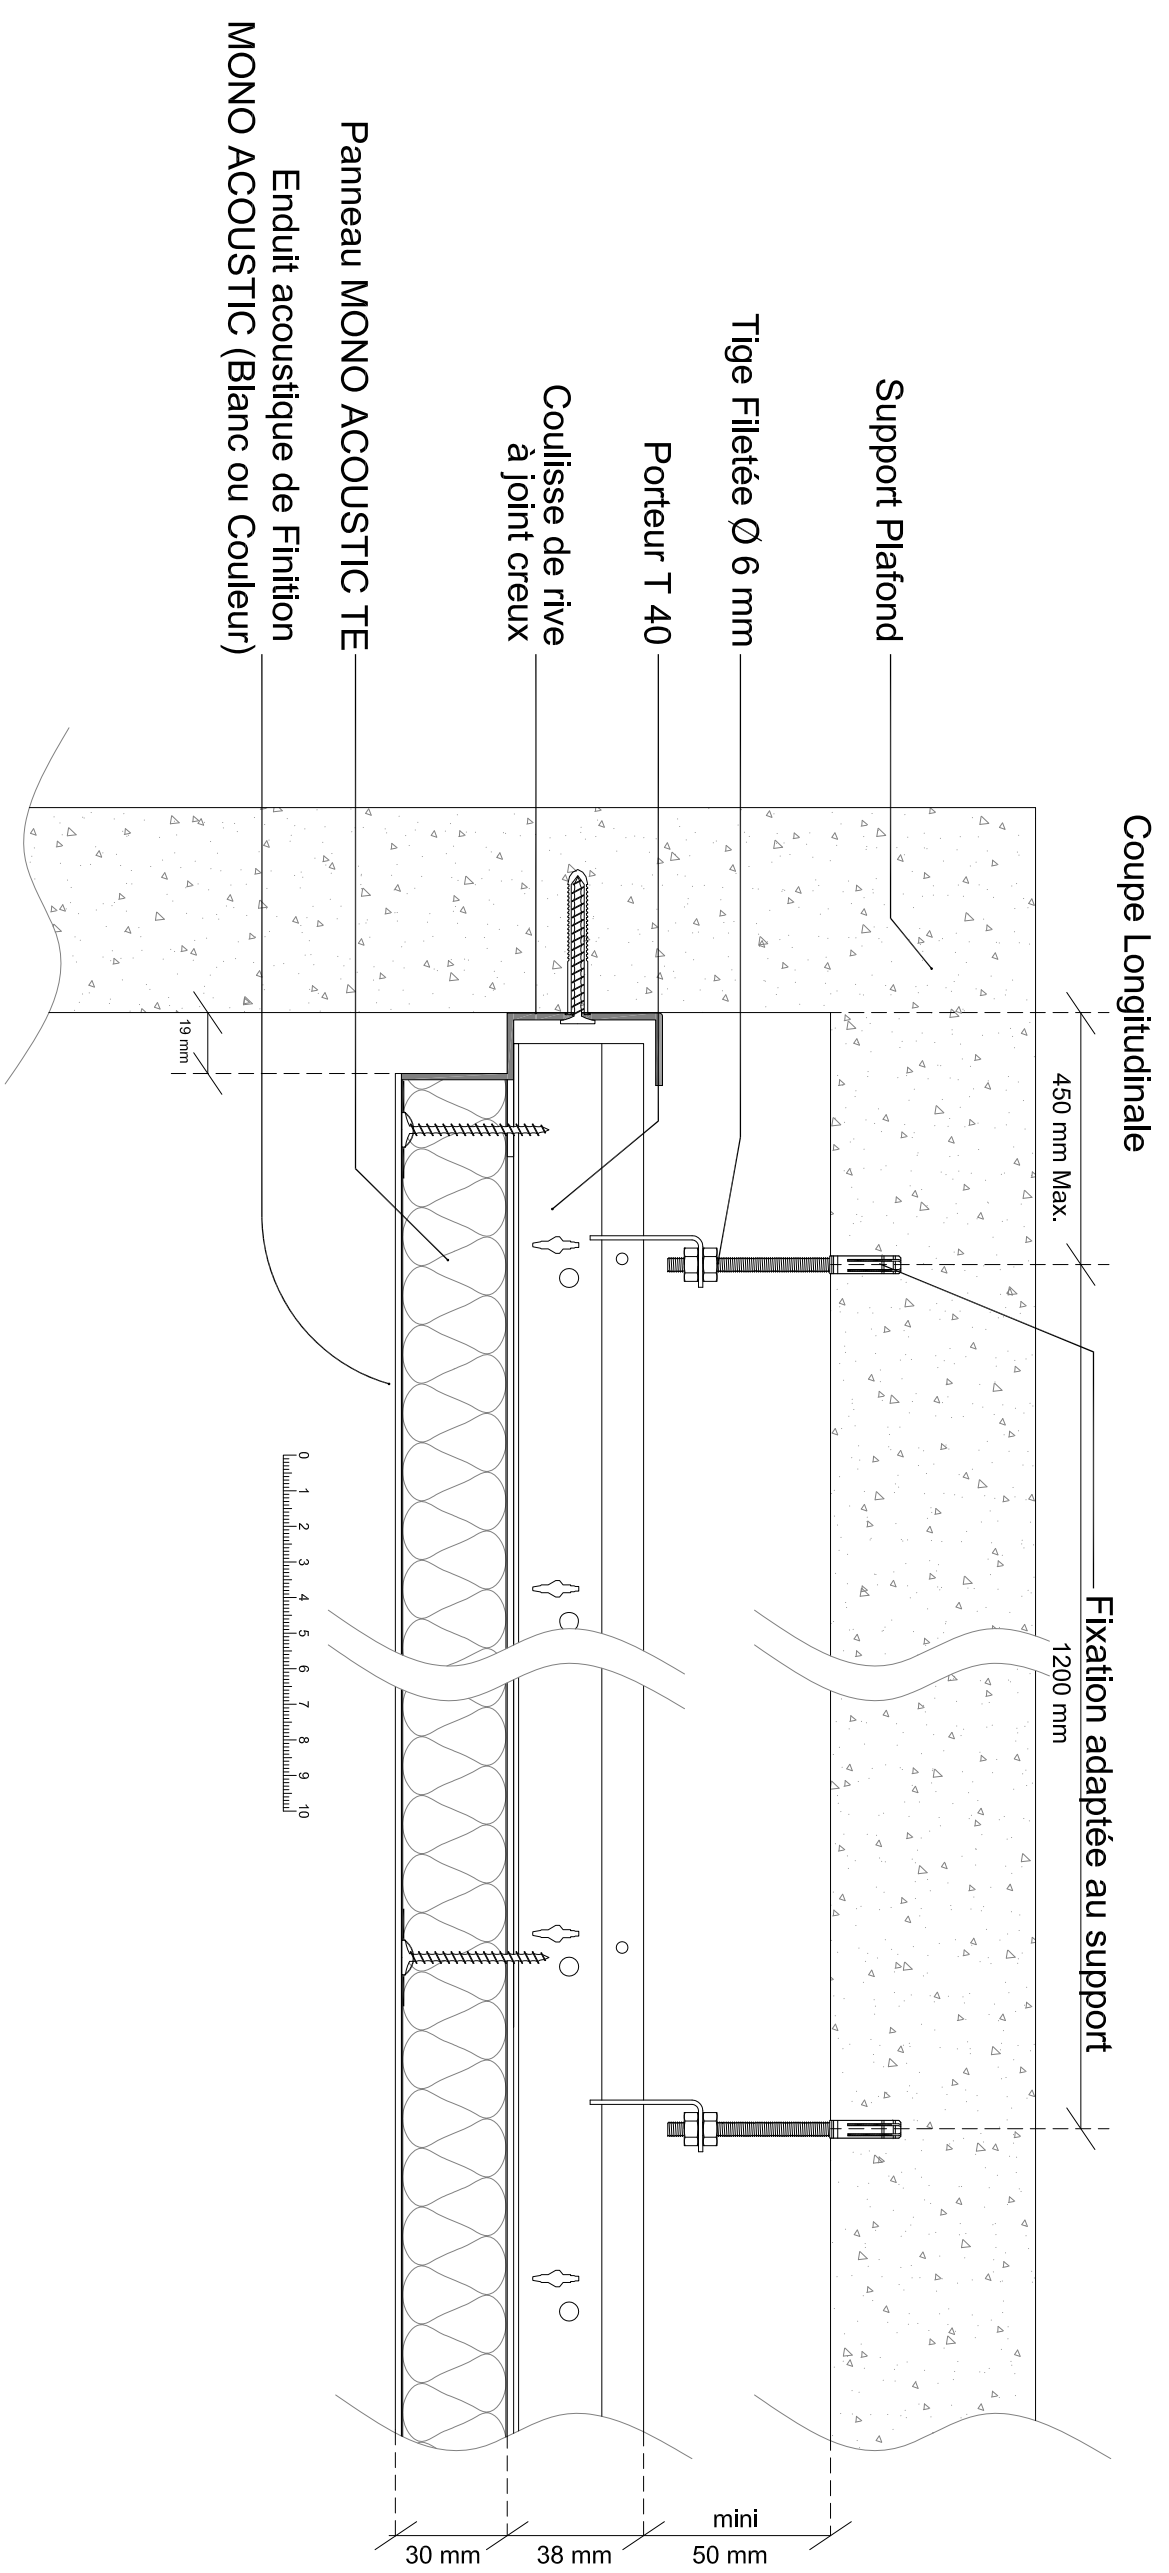 Coupe Longitudinale
450 mm Max.
Fixation adaptée au support
1200 mm
Support Plafond
Tige Filetée Ø 6 mm
Porteur T 40
Coulisse de rive
à joint creux
Panneau MONO ACOUSTIC TE
Enduit acoustique de Finition
MONO ACOUSTIC (Blanc ou Couleur)
19 mm
0 1 2 3 4 5 6 7 8 9 10
mini
50 mm
38 mm
30 mm